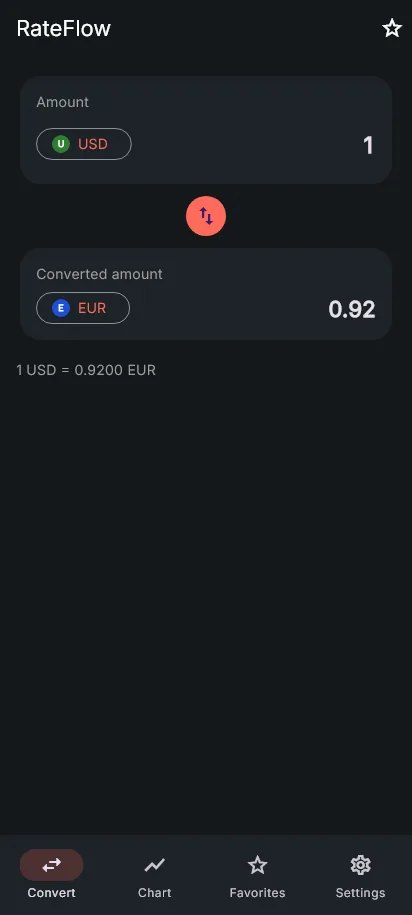 RateFlow
Amount
U USD
1
Converted amount
E EUR
0.92
1 USD = 0.9200 EUR
Convert Chart Favorites Settings